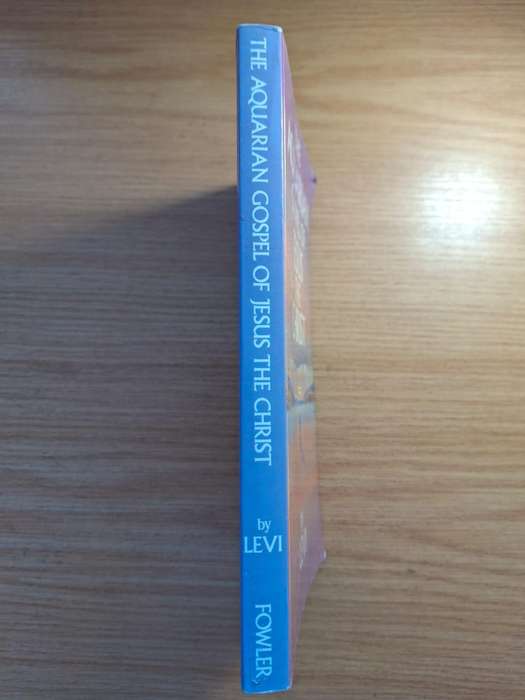 THE AQUARIAN GOSPEL OF JESUS THE CHRIST
by
LEVI
FOWLER